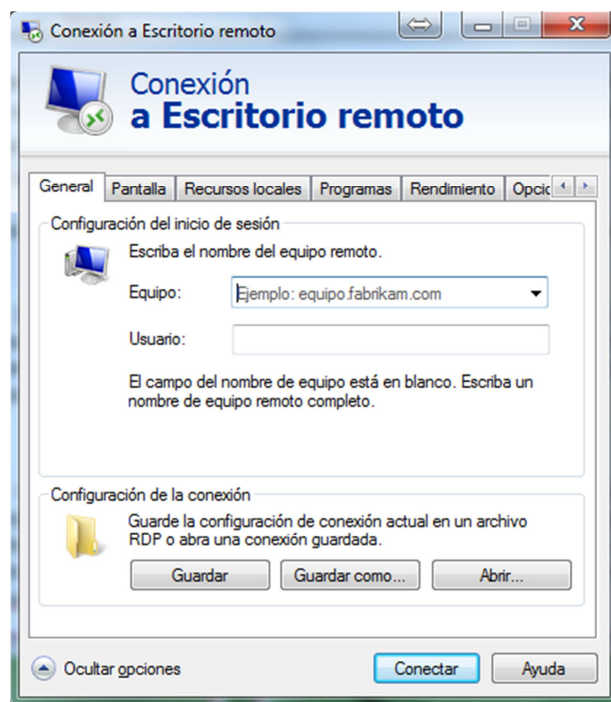 Conexión a Escritorio remoto
Conexión
a Escritorio remoto
General Pantalla Recursos locales Programas Rendimiento Opcic
Configuración del inicio de sesión
Escriba el nombre del equipo remoto.
Equipo: Ejemplo: equipo.fabrikam.com
Usuario:
El campo del nombre de equipo está en blanco. Escriba un
nombre de equipo remoto completo.
Configuración de la conexión
Guarde la configuración de conexión actual en un archivo
RDP o abra una conexión guardada.
Guardar Guardar como... Abrir...
Ocultar opciones Conectar Ayuda